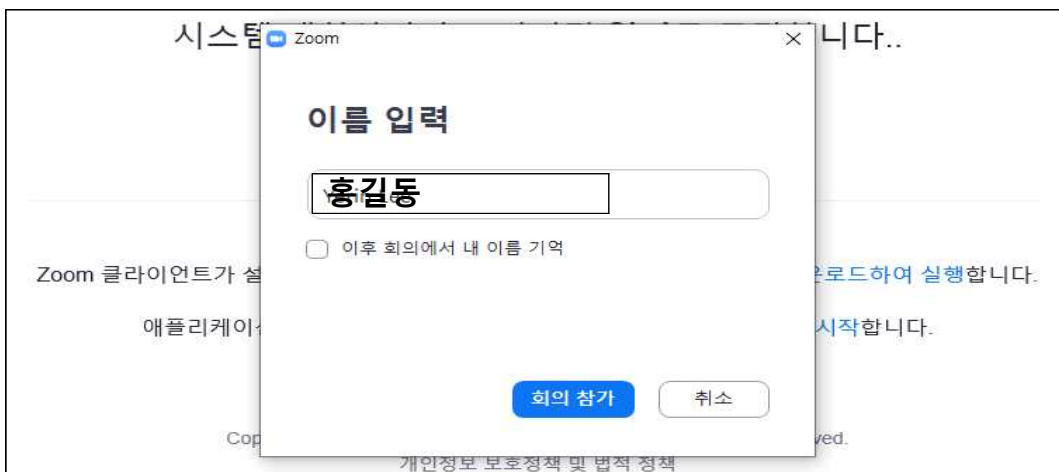 시스템 니다..
Zoom
이름 입력
홍길동
이후 회의에서 내 이름 기억
Zoom 클라이언트가 설 운로드하여 실행합니다.
애플리케이션 시작합니다.
회의 참가 취소
Cop ved.
개인정보 보호정책 및 법적 정책